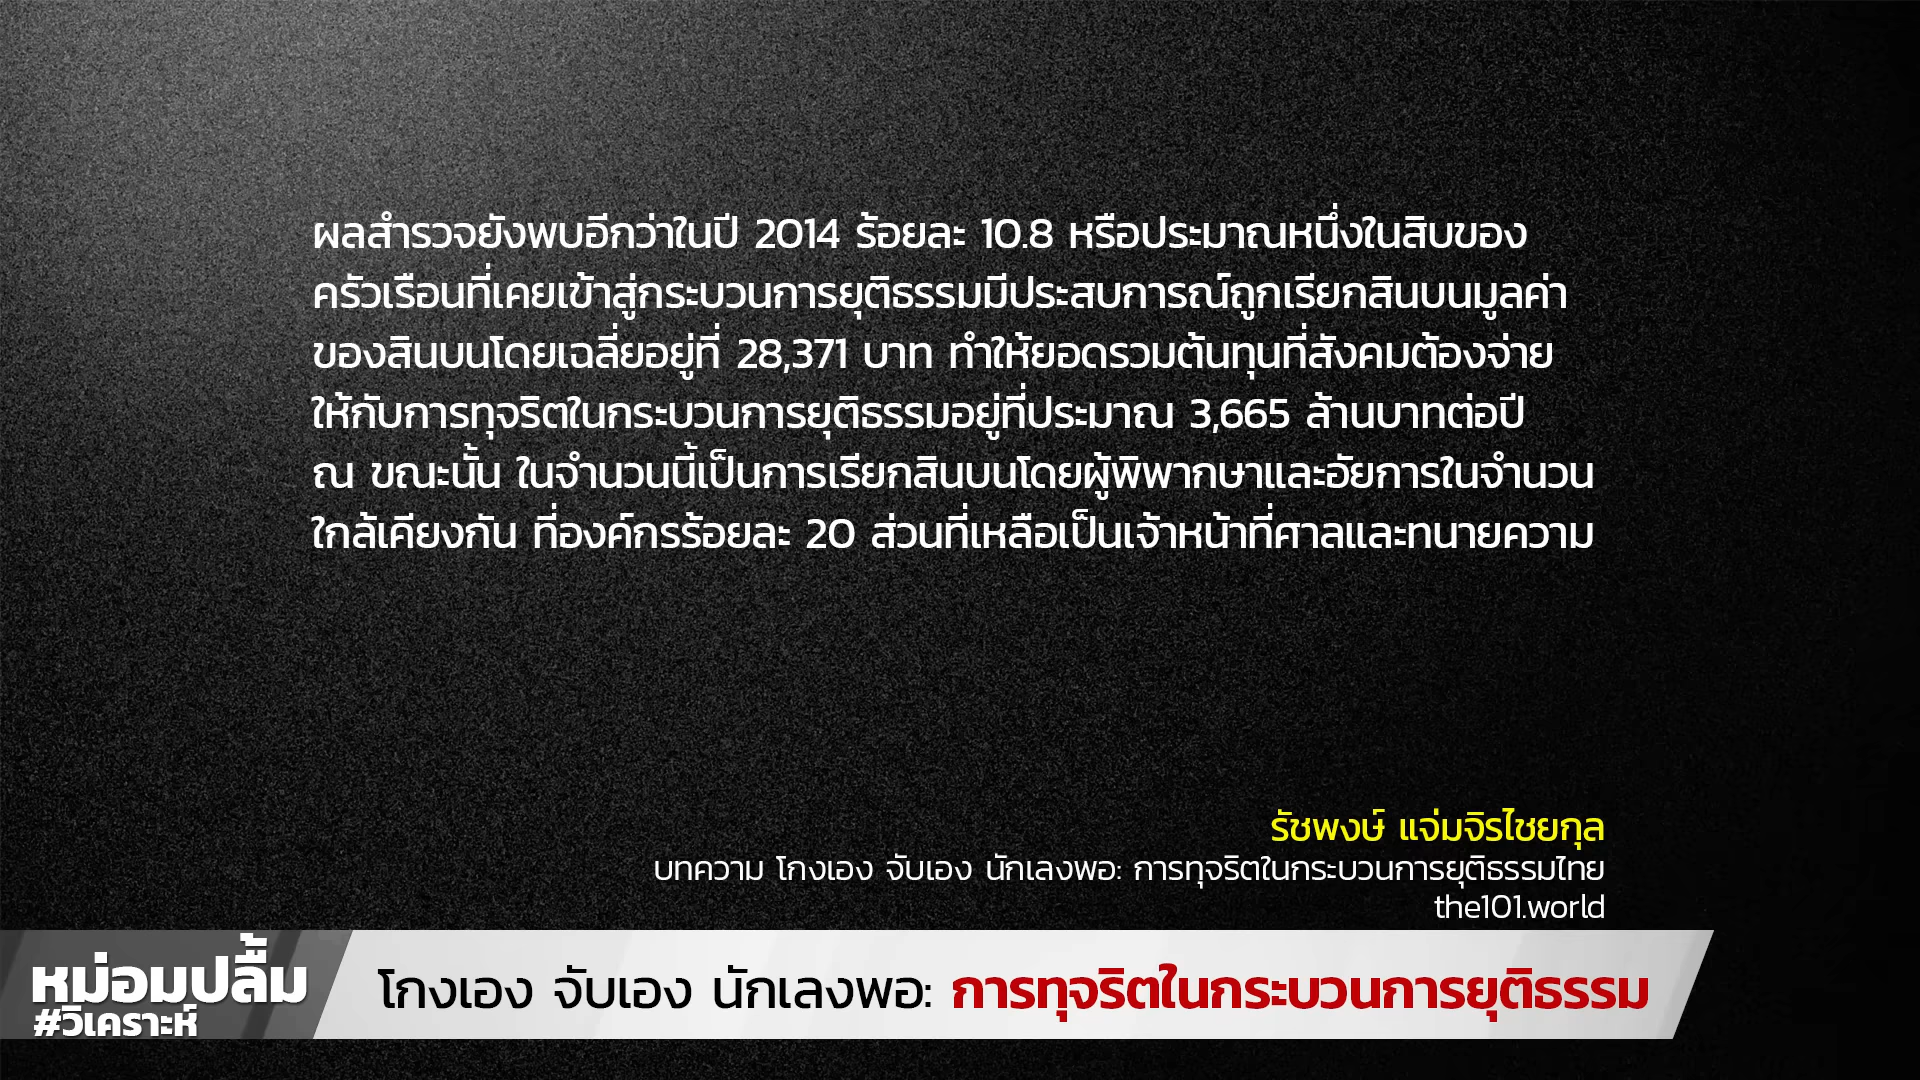 ผลสำรวจยังพบอีกว่าในปี 2014 ร้อยละ 10.8 หรือประมาณหนึ่งในสิบของ
ครัวเรือนที่เคยเข้าสู่กระบวนการยุติธรรมมีประสบการณ์ถูกเรียกสินบนมูลค่า
ของสินบนโดยเฉลี่ยอยู่ที่ 28,371 บาท ทำให้ยอดรวมต้นทุนที่สังคมต้องจ่าย
ให้กับการทุจริตในกระบวนการยุติธรรมอยู่ที่ประมาณ 3,665 ล้านบาทต่อปี
ณ ขณะนั้น ในจำนวนนี้เป็นการเรียกสินบนโดยผู้พิพากษาและอัยการในจำนวน
ใกล้เคียงกัน ที่องค์กรร้อยละ 20 ส่วนที่เหลือเป็นเจ้าหน้าที่ศาลและทนายความ
รัชพงษ์ แจ่มจิรไชยกุล
บทความ โกงเอง จับเอง นักเลงพอ: การทุจริตในกระบวนการยุติธรรมไทย
the101.world
หม่อมปลื้ม
#วิเคราะห์
โกงเอง จับเอง นักเลงพอ: การทุจริตในกระบวนการยุติธรรม